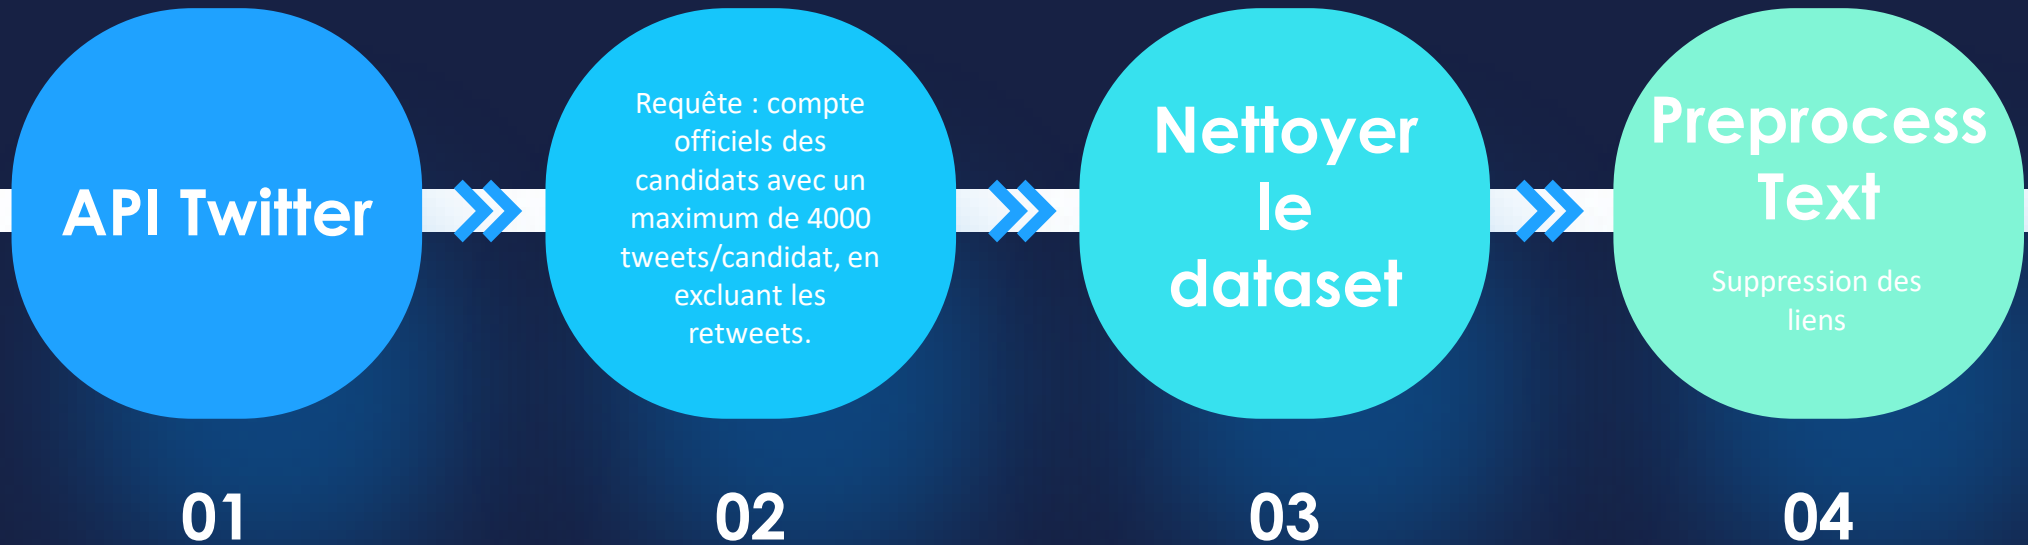 API Twitter
Requête : compte
officiels des
candidats avec un
maximum de 4000
tweets/candidat, en
excluant les
retweets.
Nettoyer
le
dataset
Preprocess
Text
Suppression des
liens
01
02
03
04